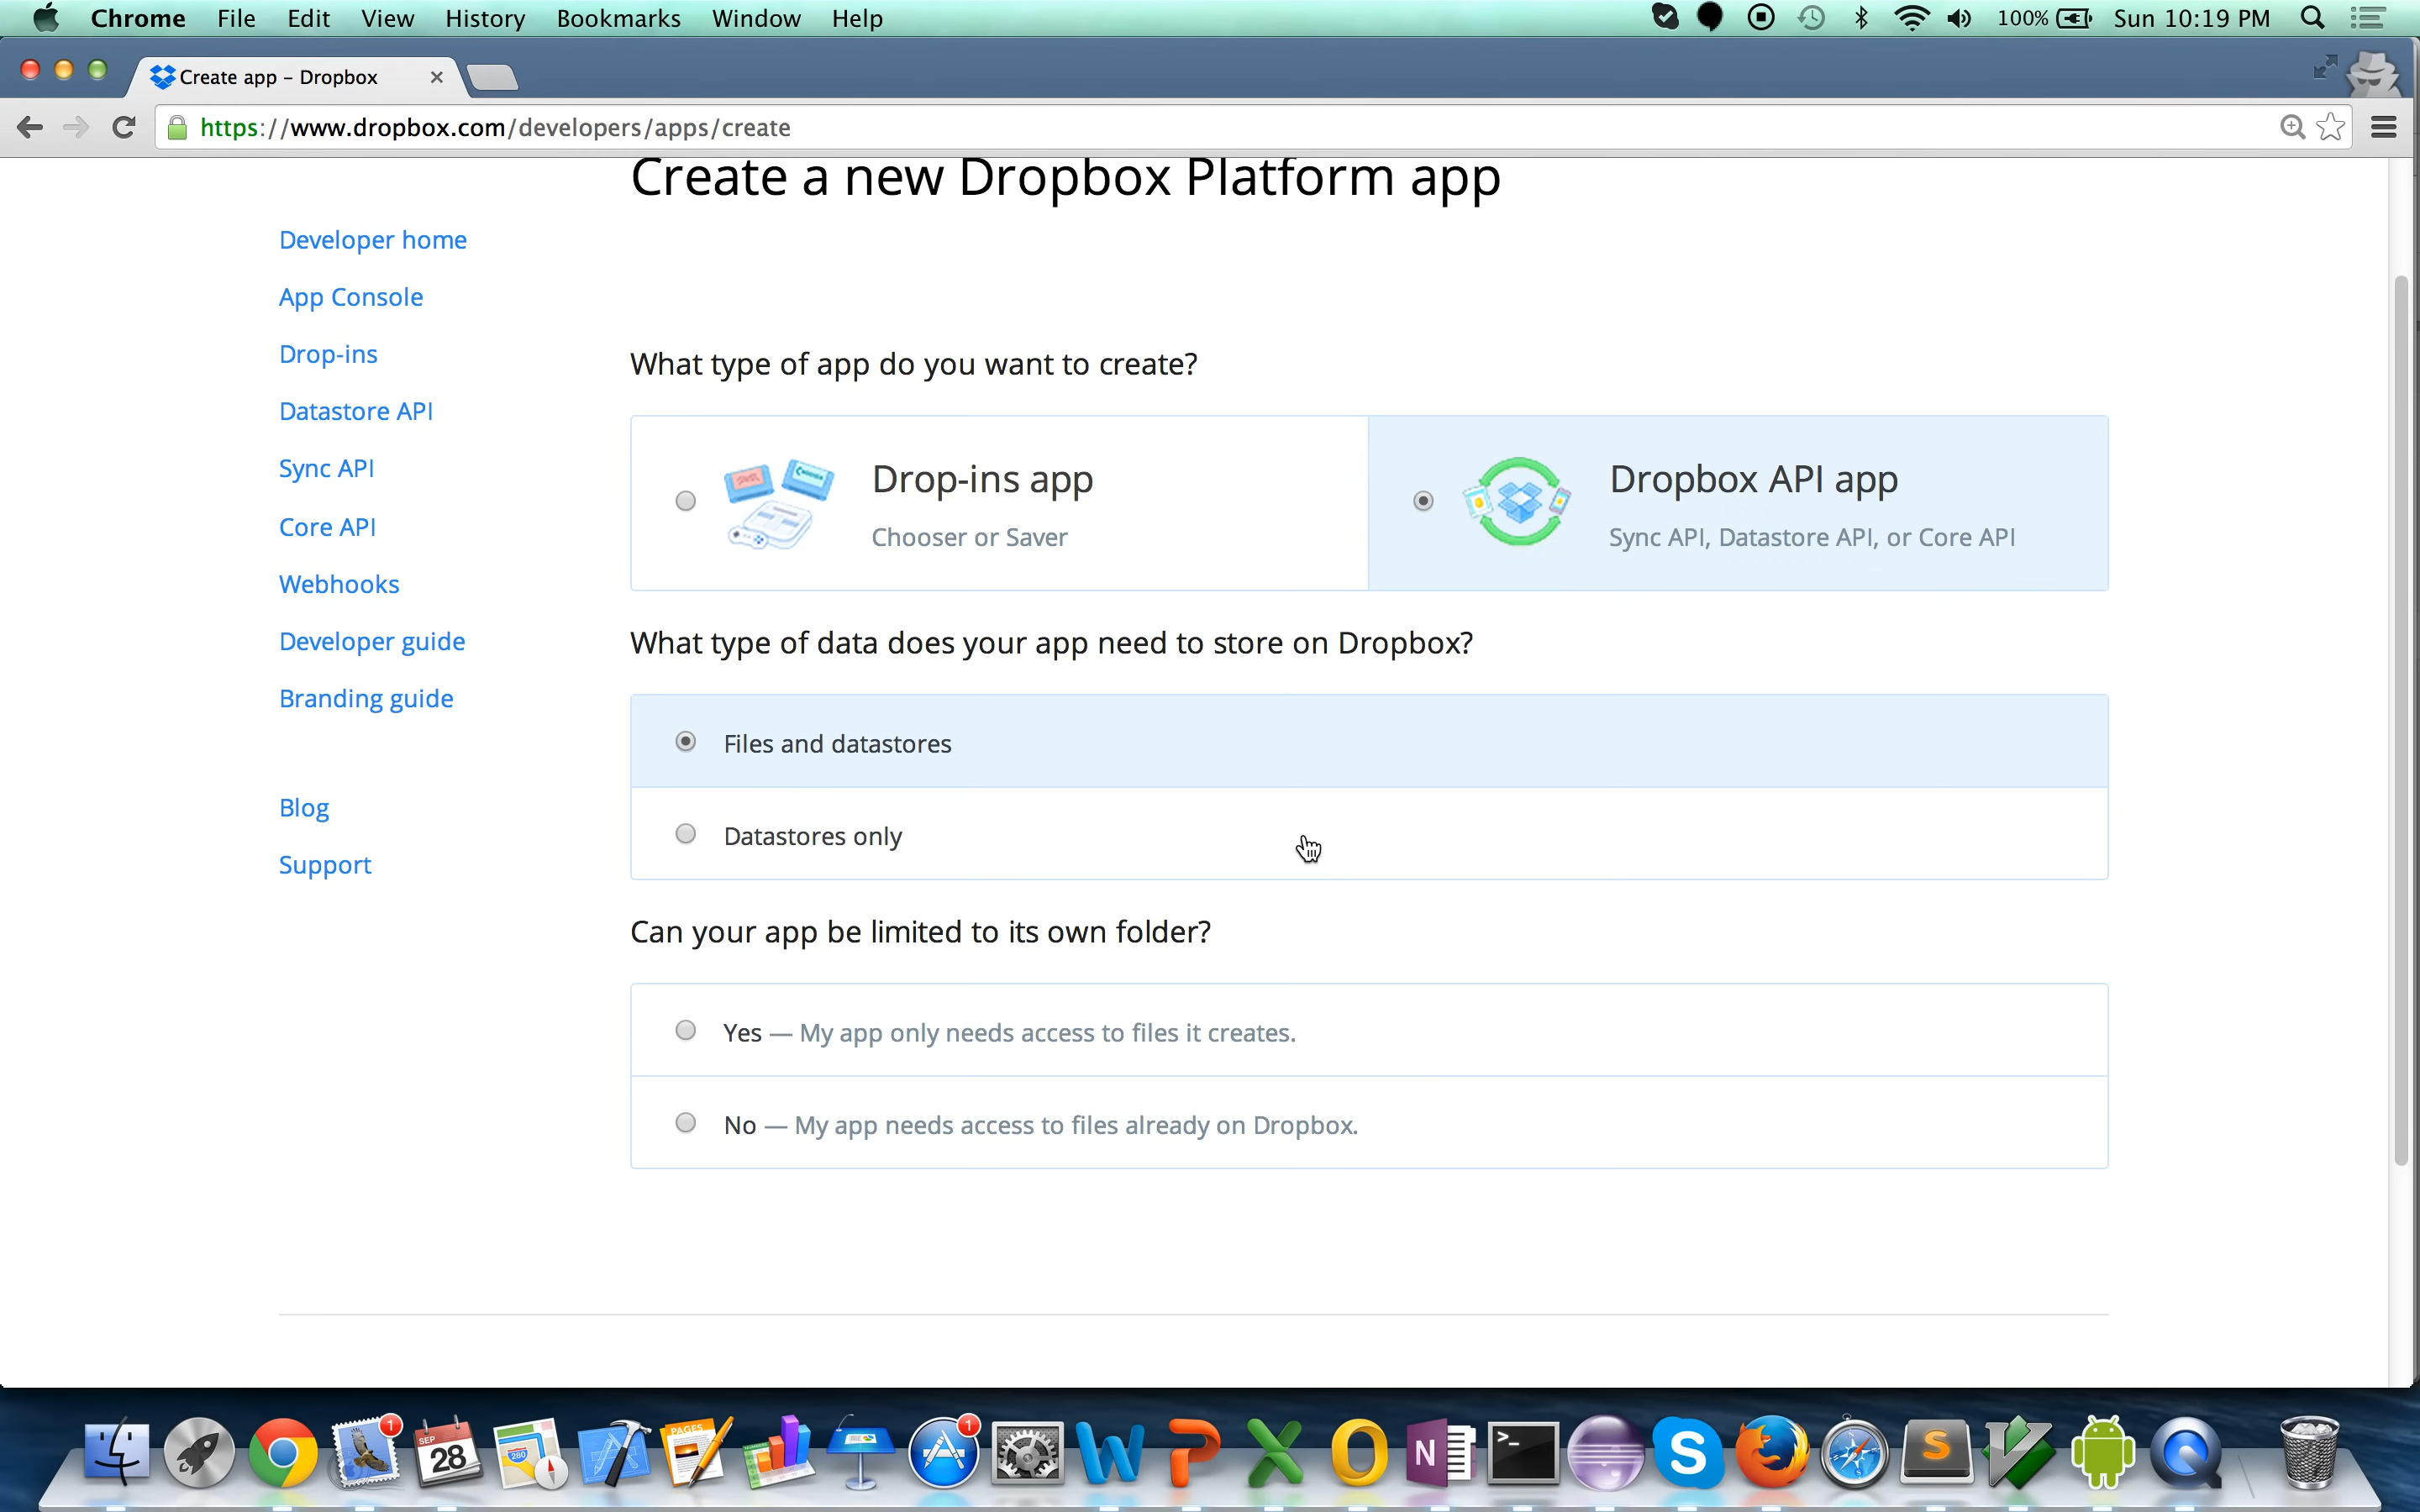 Chrome File Edit View History Bookmarks Window Help 100% Sun 10:19 PM
Create app – Dropbox
https://www.dropbox.com/developers/apps/create
Create a new Dropbox Platform app
Developer home
App Console
Drop-ins
Datastore API
Sync API
Core API
Webhooks
Developer guide
Branding guide
Blog
Support
What type of app do you want to create?
Drop-ins app
Chooser or Saver
Dropbox API app
Sync API, Datastore API, or Core API
What type of data does your app need to store on Dropbox?
Files and datastores
Datastores only
Can your app be limited to its own folder?
Yes — My app only needs access to files it creates.
No — My app needs access to files already on Dropbox.
1
SEP
28
280
PAGES
1
W
P
X
O
N
>_
S
S
V
Q